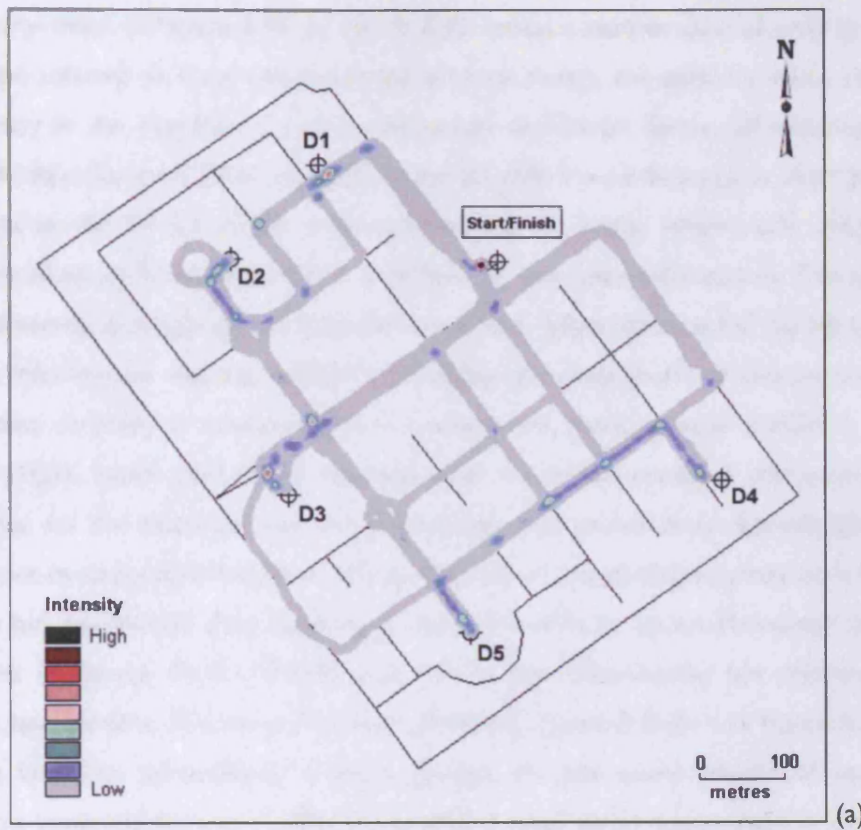 N
D1
Start/Finish
D2
D4
D3
D5
Intensity
High
Low
0 100
metres
(a)